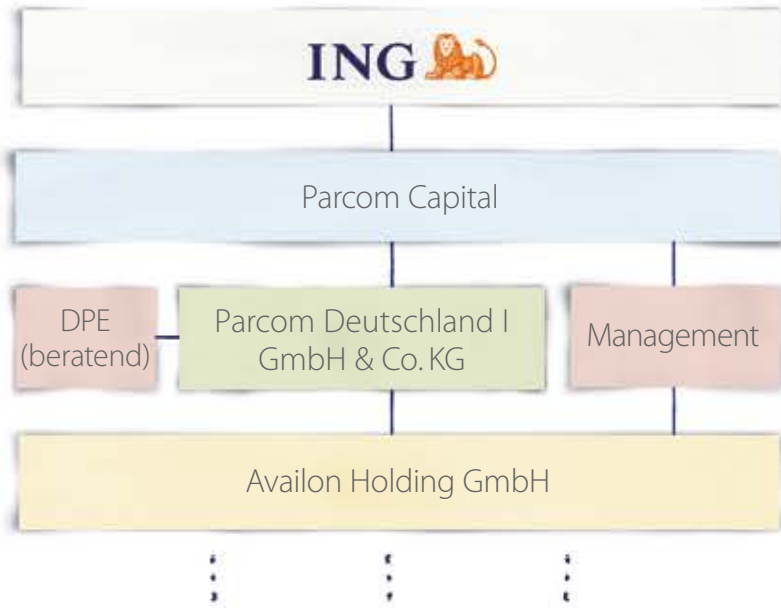 ING
Parcom Capital
DPE
(beratend)
Parcom Deutschland I
GmbH & Co. KG
Management
Availon Holding GmbH